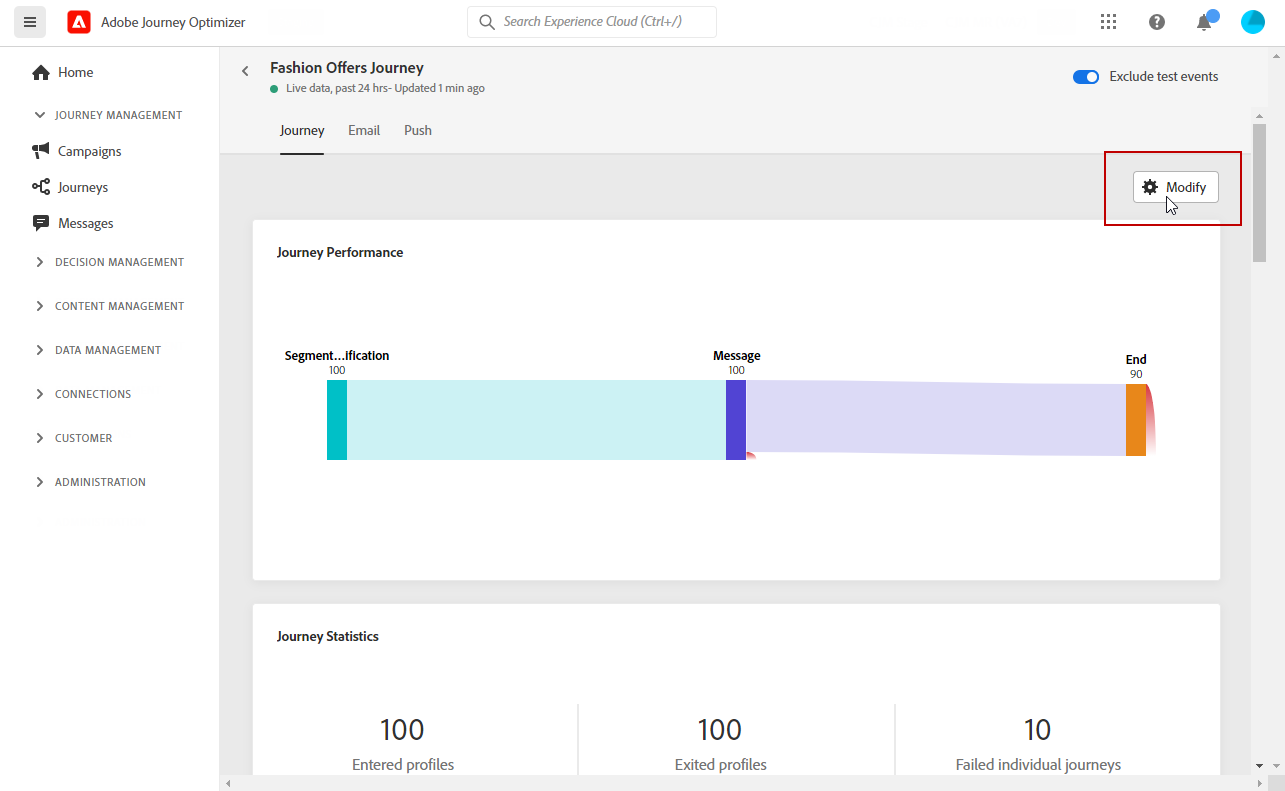 Adobe Journey Optimizer
Search Experience Cloud (Ctrl+/)
Home
JOURNEY MANAGEMENT
Campaigns
Journeys
Messages
DECISION MANAGEMENT
CONTENT MANAGEMENT
DATA MANAGEMENT
CONNECTIONS
CUSTOMER
ADMINISTRATION
Fashion Offers Journey
Live data, past 24 hrs- Updated 1 min ago
Exclude test events
Journey Email Push
Modify
Journey Performance
Segment...ification
100
Message
100
End
90
Journey Statistics
100
Entered profiles
100
Exited profiles
10
Failed individual journeys